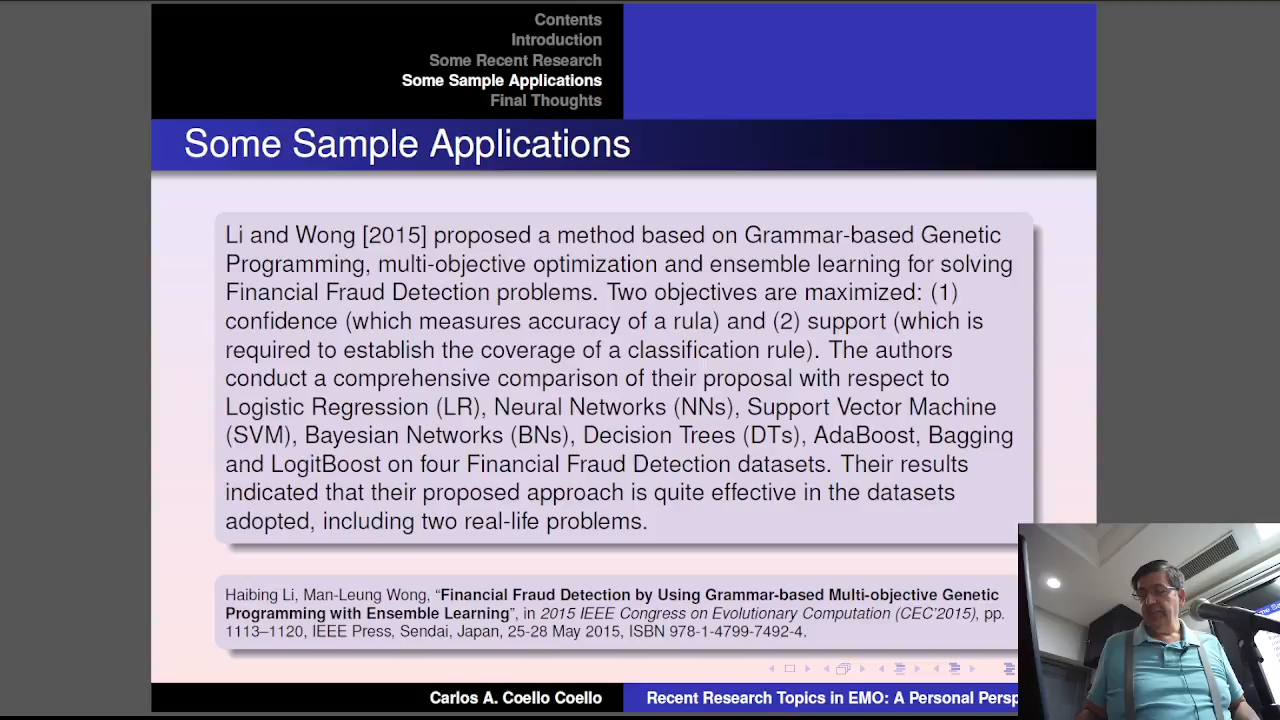 Contents
Introduction
Some Recent Research
Some Sample Applications
Final Thoughts
Some Sample Applications
Li and Wong [2015] proposed a method based on Grammar-based Genetic
Programming, multi-objective optimization and ensemble learning for solving
Financial Fraud Detection problems. Two objectives are maximized: (1)
confidence (which measures accuracy of a rula) and (2) support (which is
required to establish the coverage of a classification rule). The authors
conduct a comprehensive comparison of their proposal with respect to
Logistic Regression (LR), Neural Networks (NNs), Support Vector Machine
(SVM), Bayesian Networks (BNs), Decision Trees (DTs), AdaBoost, Bagging
and LogitBoost on four Financial Fraud Detection datasets. Their results
indicated that their proposed approach is quite effective in the datasets
adopted, including two real-life problems.
Haibing Li, Man-Leung Wong, “Financial Fraud Detection by Using Grammar-based Multi-objective Genetic
Programming with Ensemble Learning”, in 2015 IEEE Congress on Evolutionary Computation (CEC’2015), pp.
1113–1120, IEEE Press, Sendai, Japan, 25-28 May 2015, ISBN 978-1-4799-7492-4.
Carlos A. Coello Coello
Recent Research Topics in EMO: A Personal Persp